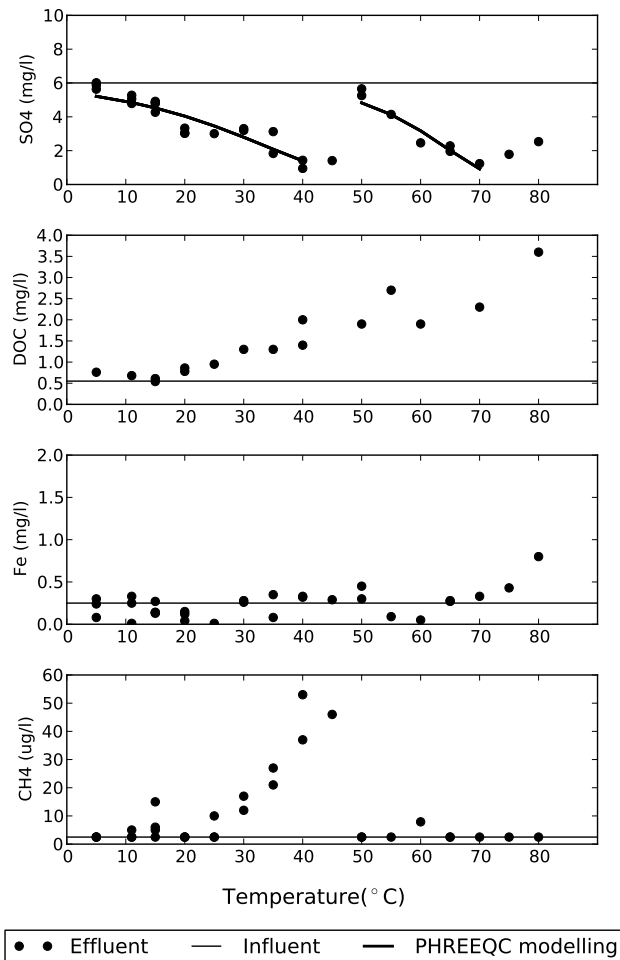 10
8
6
4
2
0
SO4 (mg/l)
0 10 20 30 40 50 60 70 80
4.0
3.5
3.0
2.5
2.0
1.5
1.0
0.5
0.0
DOC (mg/l)
0 10 20 30 40 50 60 70 80
2.0
1.5
1.0
0.5
0.0
Fe (mg/l)
0 10 20 30 40 50 60 70 80
60
50
40
30
20
10
0
CH4 (ug/l)
0 10 20 30 40 50 60 70 80
Temperature(°C)
Effluent Influent PHREEQC modelling